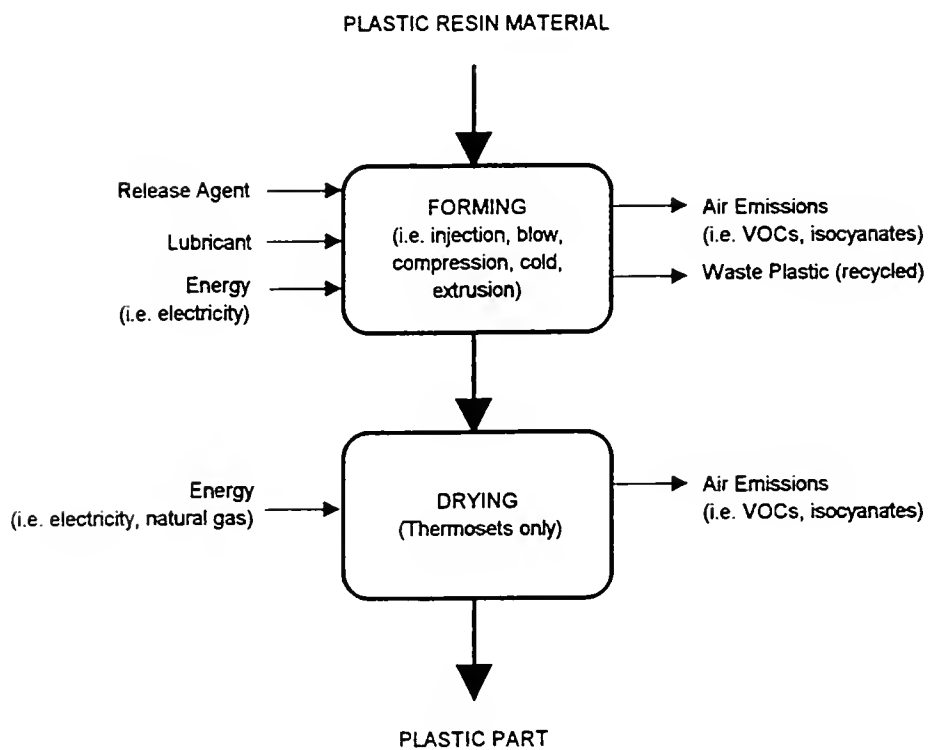 PLASTIC RESIN MATERIAL
Release Agent
Lubricant
Energy
(i.e. electricity)
FORMING
(i.e. injection, blow,
compression, cold,
extrusion)
Air Emissions
(i.e. VOCs, isocyanates)
Waste Plastic (recycled)
Energy
(i.e. electricity, natural gas)
DRYING
(Thermosets only)
Air Emissions
(i.e. VOCs, isocyanates)
PLASTIC PART